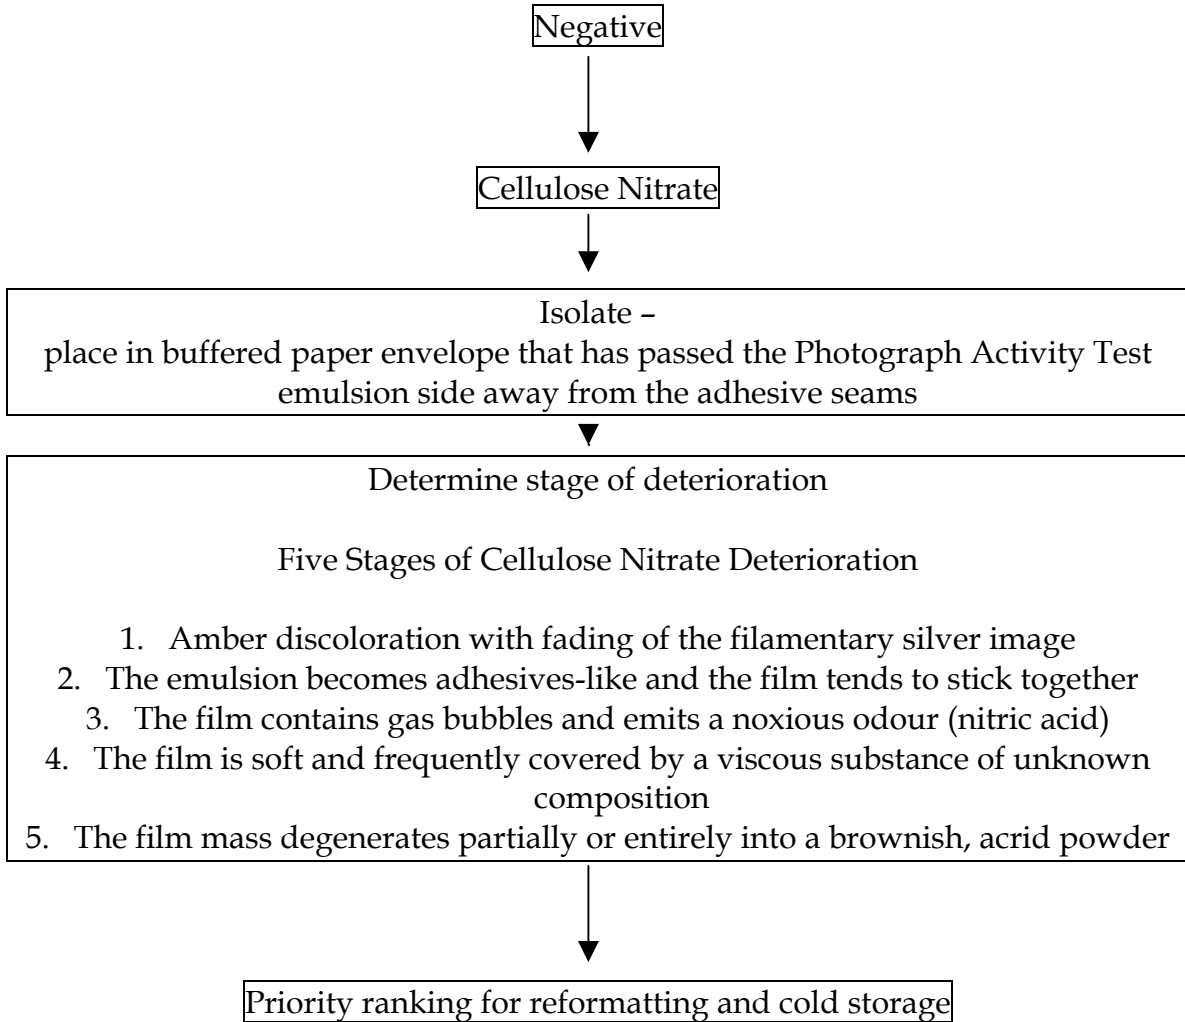 Negative
Cellulose Nitrate
Isolate –
place in buffered paper envelope that has passed the Photograph Activity Test
emulsion side away from the adhesive seams
Determine stage of deterioration
Five Stages of Cellulose Nitrate Deterioration
1. Amber discoloration with fading of the filamentary silver image
2. The emulsion becomes adhesives-like and the film tends to stick together
3. The film contains gas bubbles and emits a noxious odour (nitric acid)
4. The film is soft and frequently covered by a viscous substance of unknown
composition
5. The film mass degenerates partially or entirely into a brownish, acrid powder
Priority ranking for reformatting and cold storage